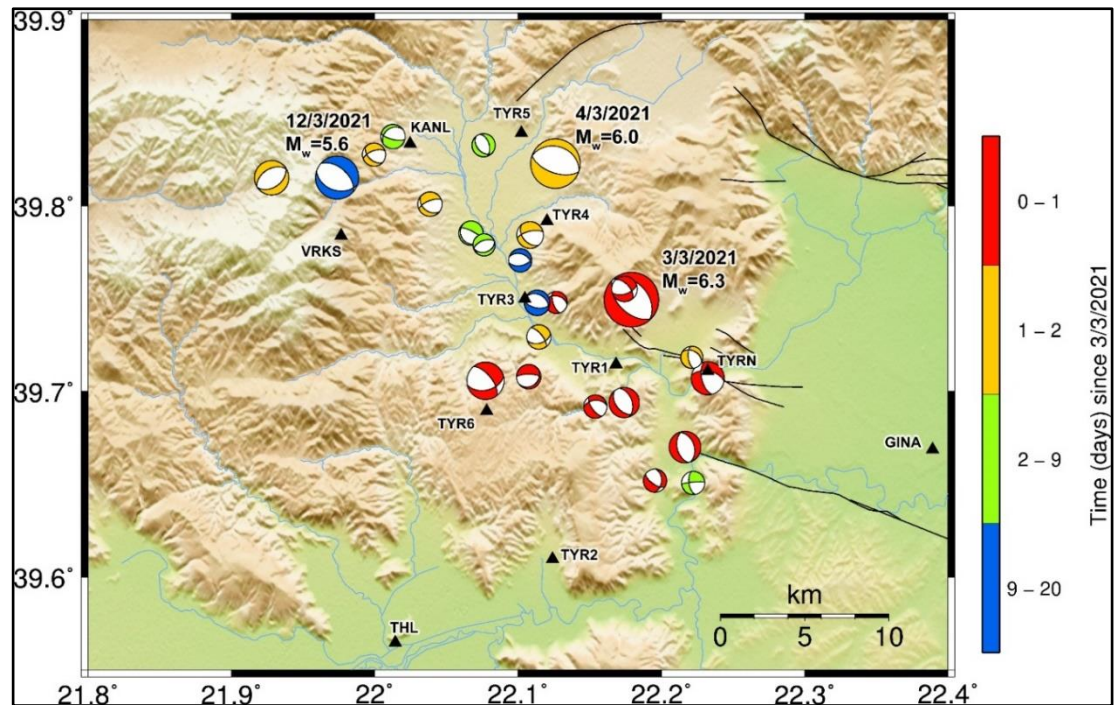 39.9°
39.8°
39.7°
39.6°
21.8°
21.9°
22°
22.1°
22.2°
22.3°
22.4°
12/3/2021
Mw=5.6
KANL
TYR5
4/3/2021
Mw=6.0
VRKS
TYR4
3/3/2021
Mw=6.3
TYR3
TYR1
TYRN
TYR6
GINA
TYR2
THL
km
0 5 10
0 - 1
1 - 2
2 - 9
9 - 20
Time (days) since 3/3/2021